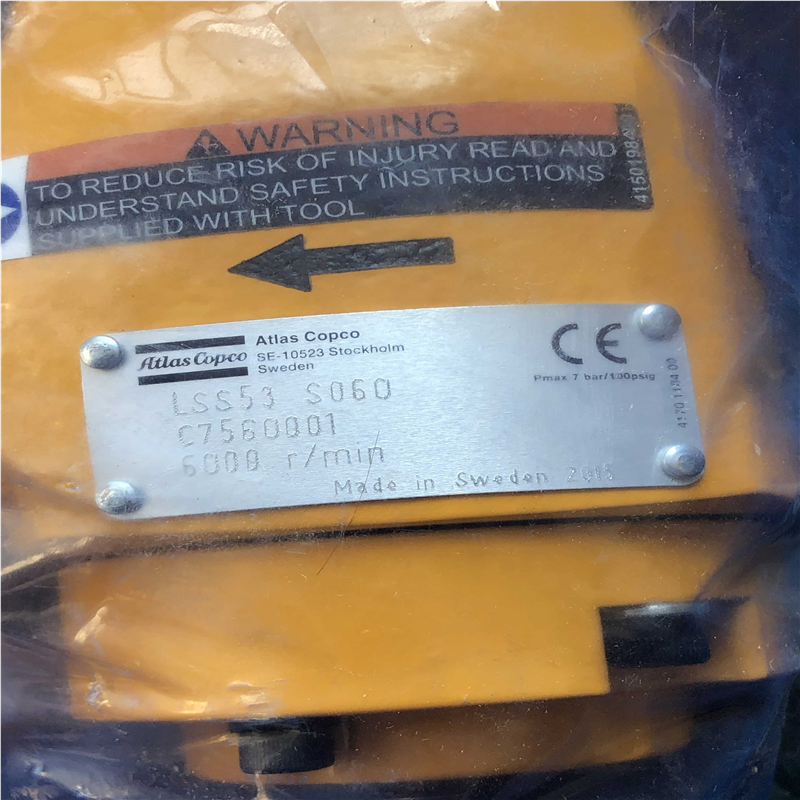 WARNING
TO REDUCE RISK OF INJURY READ AND
UNDERSTAND SAFETY INSTRUCTIONS
SUPPLIED WITH TOOL
Atlas Copco
Atlas Copco
SE-10523 Stockholm
Sweden
CE
Pmax 7 bar/100psig
LSS53 S060
C7560001
6000 r/min
Made in Sweden 2015